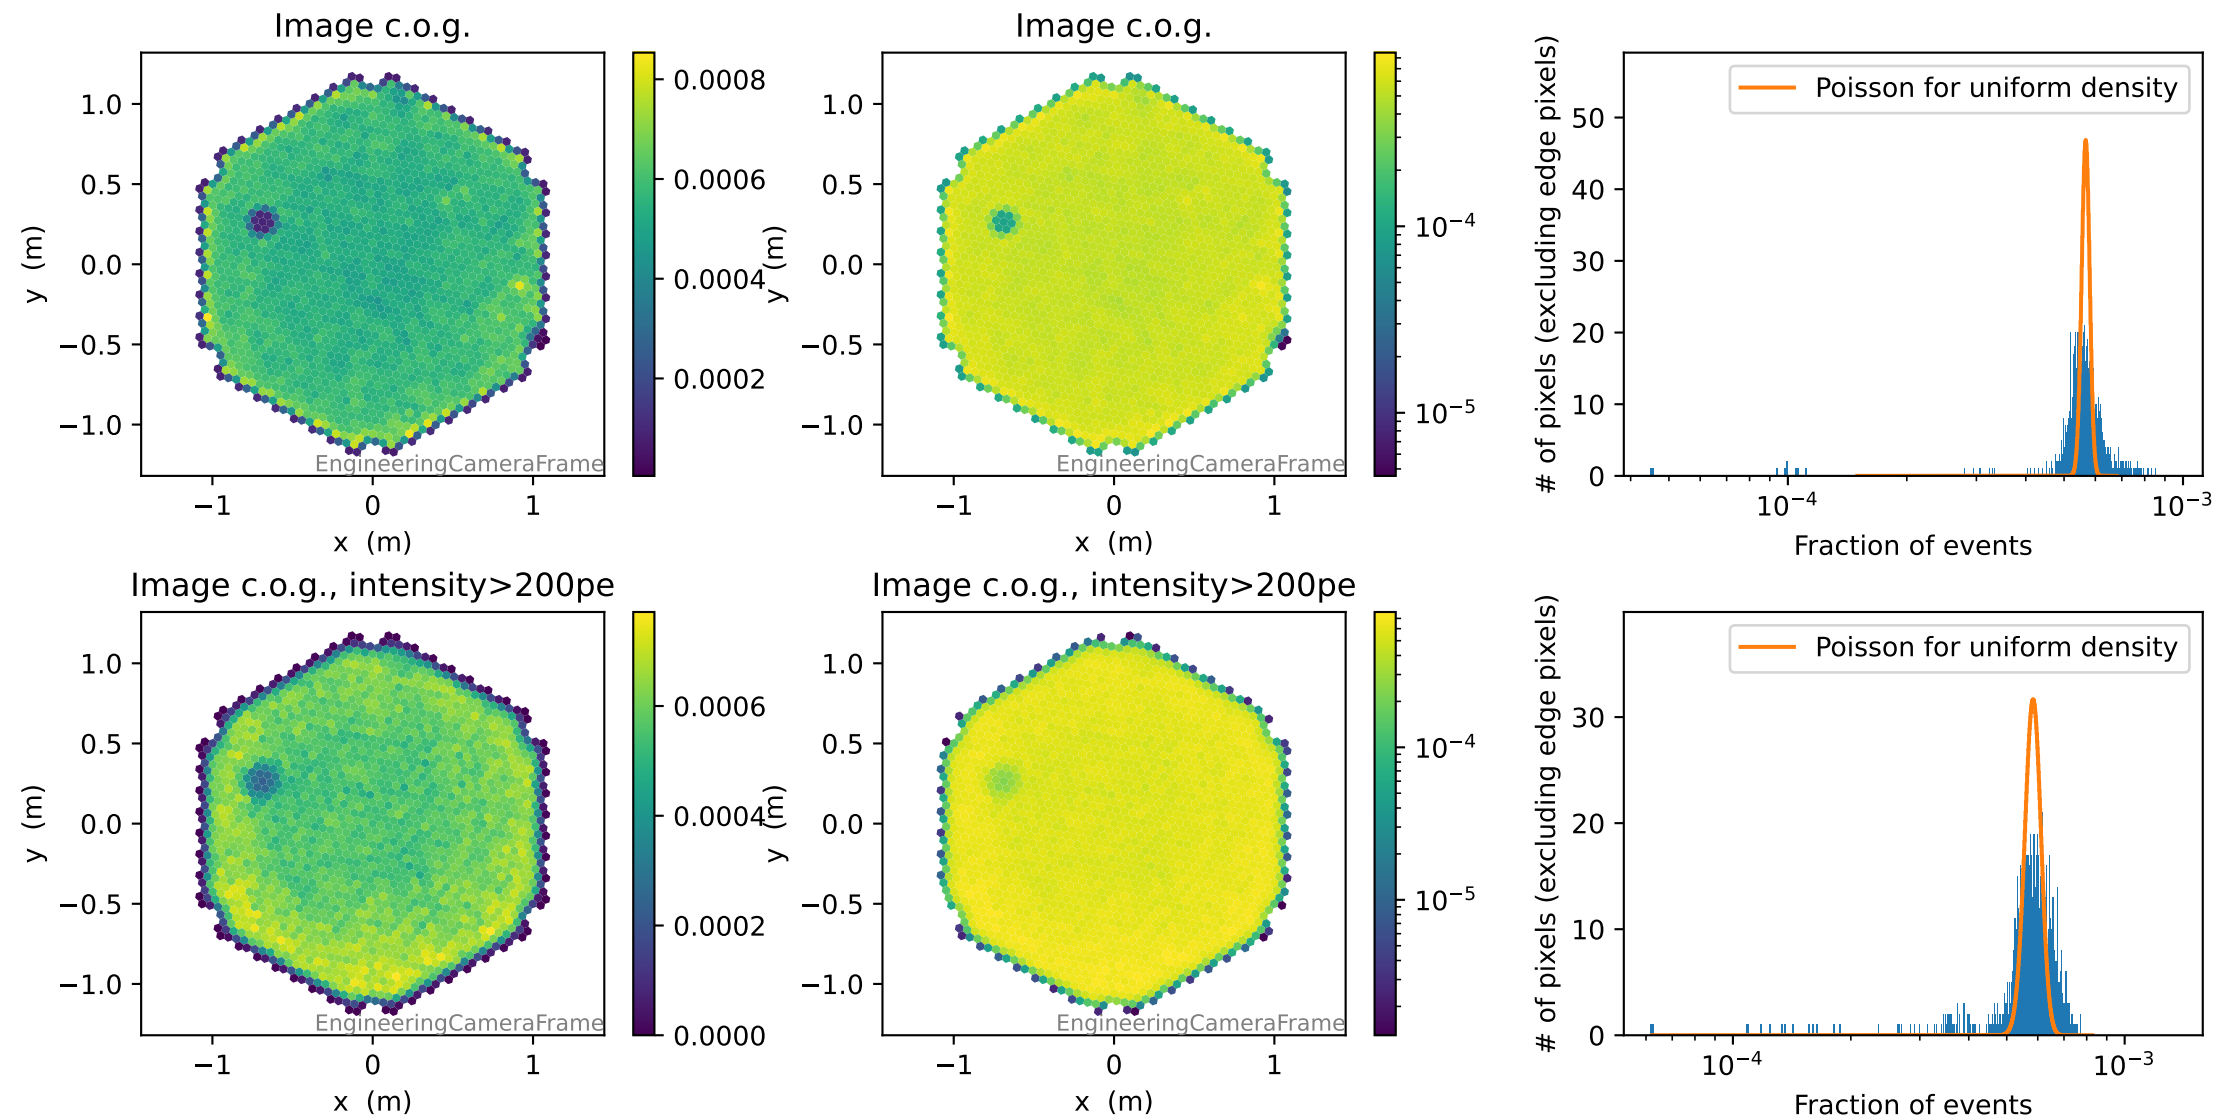 Image c.o.g.
1.0
0.5
0.0
−0.5
−1.0
y (m)
−1
0
1
x (m)
EngineeringCameraFrame
0.0008
0.0006
0.0004
0.0002
Image c.o.g.
1.0
0.5
0.0
−0.5
−1.0
y (m)
−1
0
1
x (m)
EngineeringCameraFrame
10⁻⁴
10⁻⁵
Poisson for uniform density
50
40
30
20
10
0
# of pixels (excluding edge pixels)
10⁻⁴
10⁻³
Fraction of events
Image c.o.g., intensity>200pe
1.0
0.5
0.0
−0.5
−1.0
y (m)
−1
0
1
x (m)
EngineeringCameraFrame
0.0006
0.0004
0.0002
0.0000
Image c.o.g., intensity>200pe
1.0
0.5
0.0
−0.5
−1.0
y (m)
−1
0
1
x (m)
EngineeringCameraFrame
10⁻⁴
10⁻⁵
Poisson for uniform density
30
20
10
0
# of pixels (excluding edge pixels)
10⁻⁴
10⁻³
Fraction of events